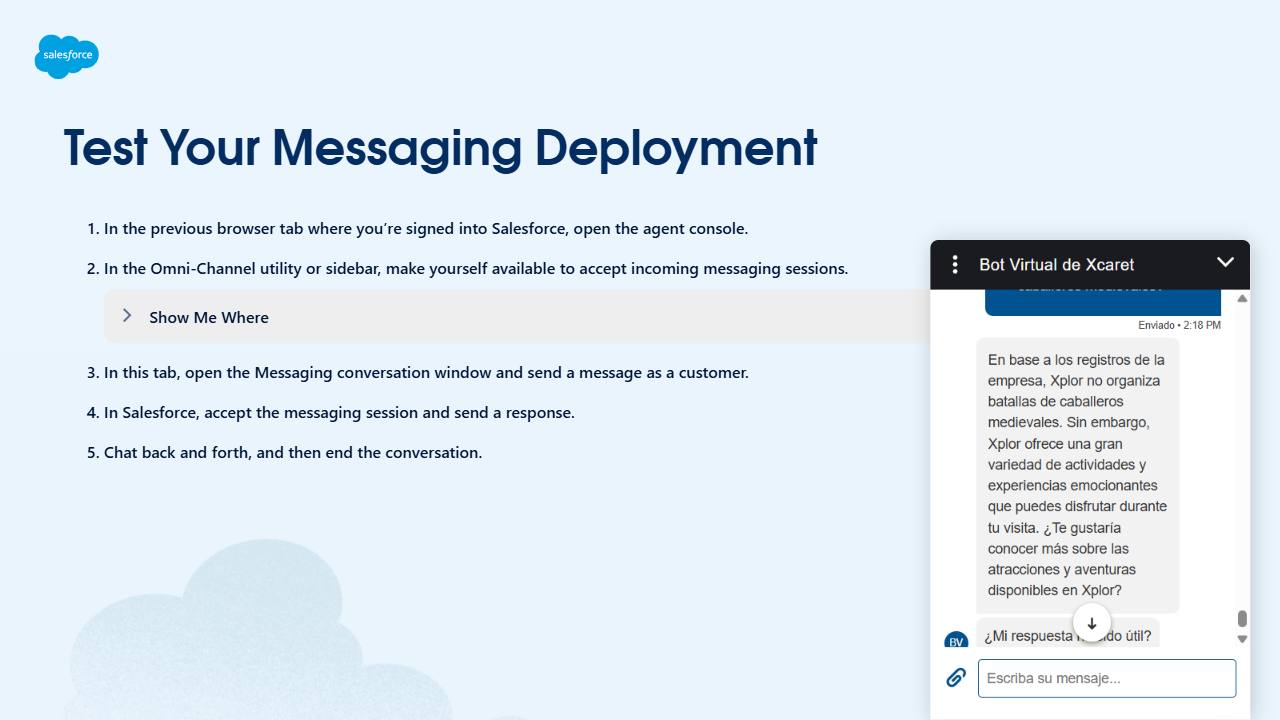 salesforce
Test Your Messaging Deployment
1. In the previous browser tab where you’re signed into Salesforce, open the agent console.
2. In the Omni-Channel utility or sidebar, make yourself available to accept incoming messaging sessions.
Show Me Where
3. In this tab, open the Messaging conversation window and send a message as a customer.
4. In Salesforce, accept the messaging session and send a response.
5. Chat back and forth, and then end the conversation.
Bot Virtual de Xcaret
Enviado • 2:18 PM
En base a los registros de la
empresa, Xplor no organiza
batallas de caballeros
medievales. Sin embargo,
Xplor ofrece una gran
variedad de actividades y
experiencias emocionantes
que puedes disfrutar durante
tu visita. ¿Te gustaría
conocer más sobre las
atracciones y aventuras
disponibles en Xplor?
BV
¿Mi respuesta útil?
Escriba su mensaje...